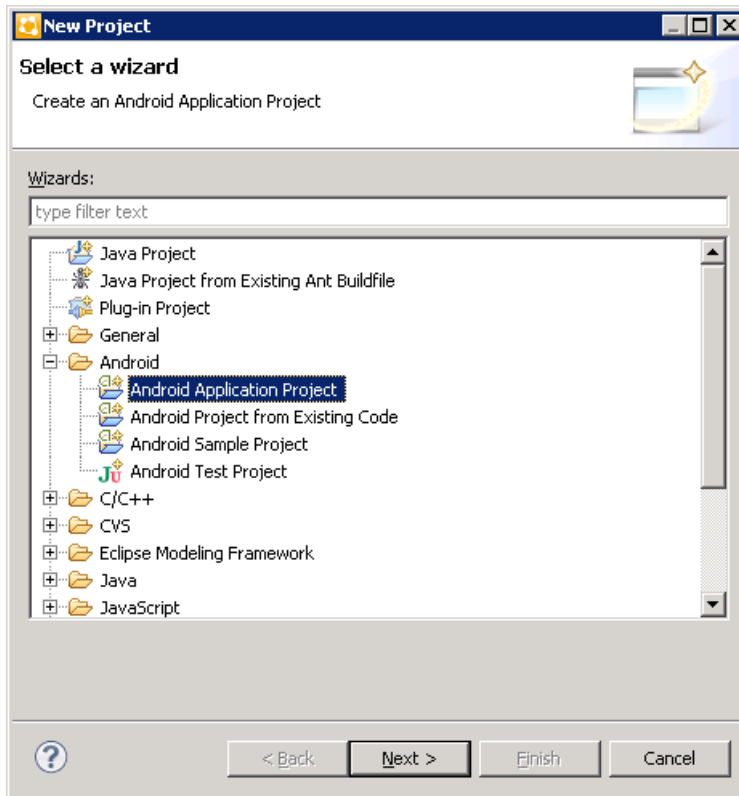 New Project
Select a wizard
Create an Android Application Project
Wizards:
type filter text
Java Project
Java Project from Existing Ant Buildfile
Plug-in Project
General
Android
Android Application Project
Android Project from Existing Code
Android Sample Project
Android Test Project
C/C++
CVS
Eclipse Modeling Framework
Java
JavaScript
? < Back Next > Finish Cancel